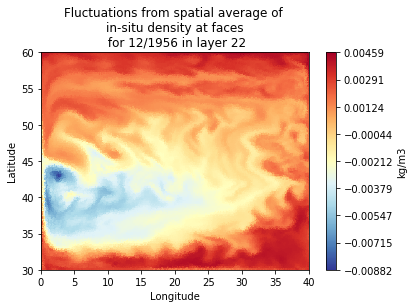 Fluctuations from spatial average of
in-situ density at faces
for 12/1956 in layer 22
60
55
50
45
40
35
30
Latitude
0 5 10 15 20 25 30 35 40
Longitude
0.00459
0.00291
0.00124
−0.00044
−0.00212
−0.00379
−0.00547
−0.00715
−0.00882
kg/m3